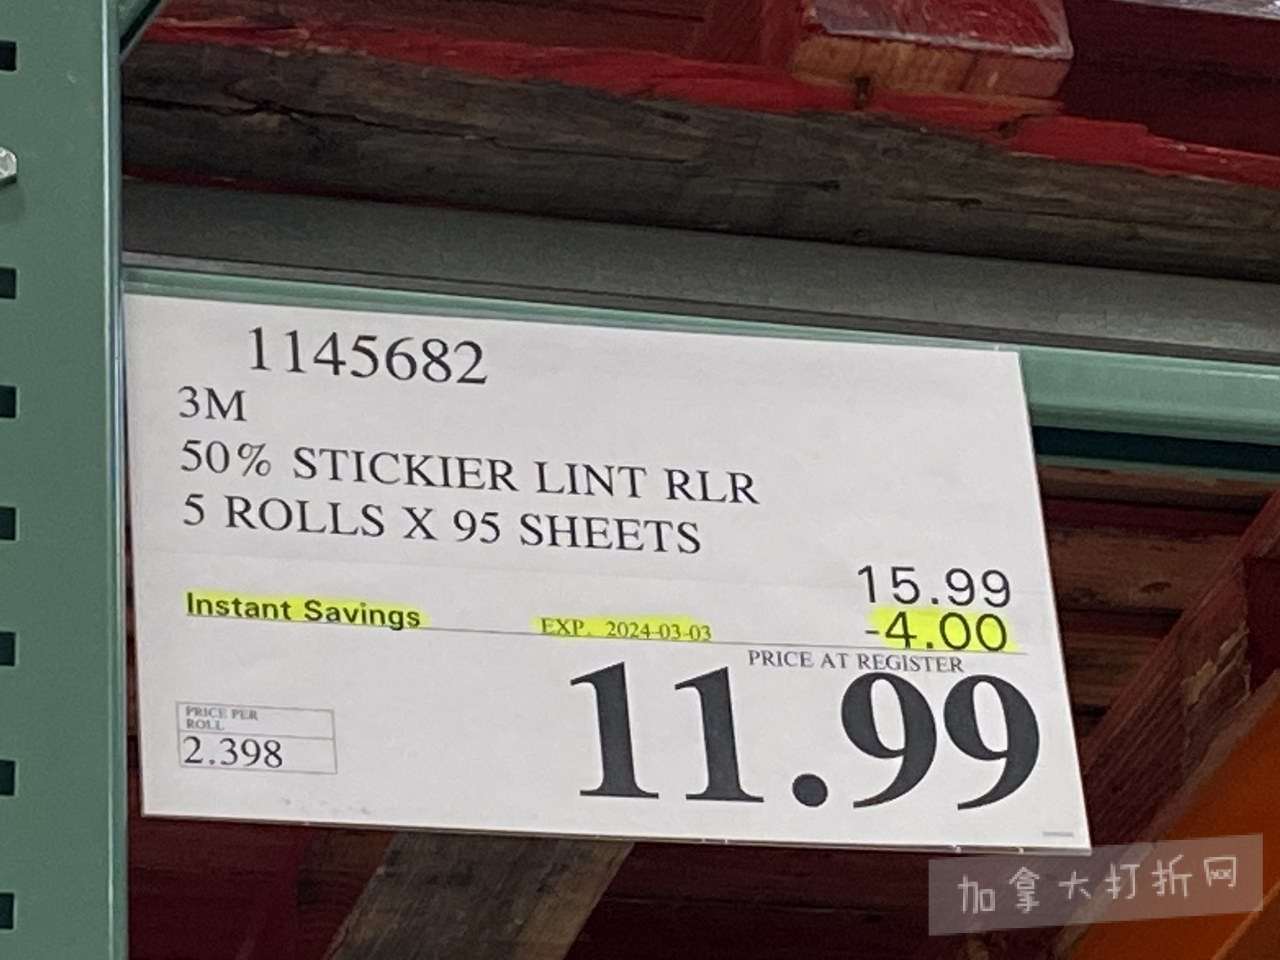 1145682
3M
50% STICKIER LINT RLR
5 ROLLS X 95 SHEETS
15.99
Instant Savings EXP. 2024-03-03 -4.00
PRICE AT REGISTER
11.99
PRICE PER
ROLL
2.398
加拿大打折网